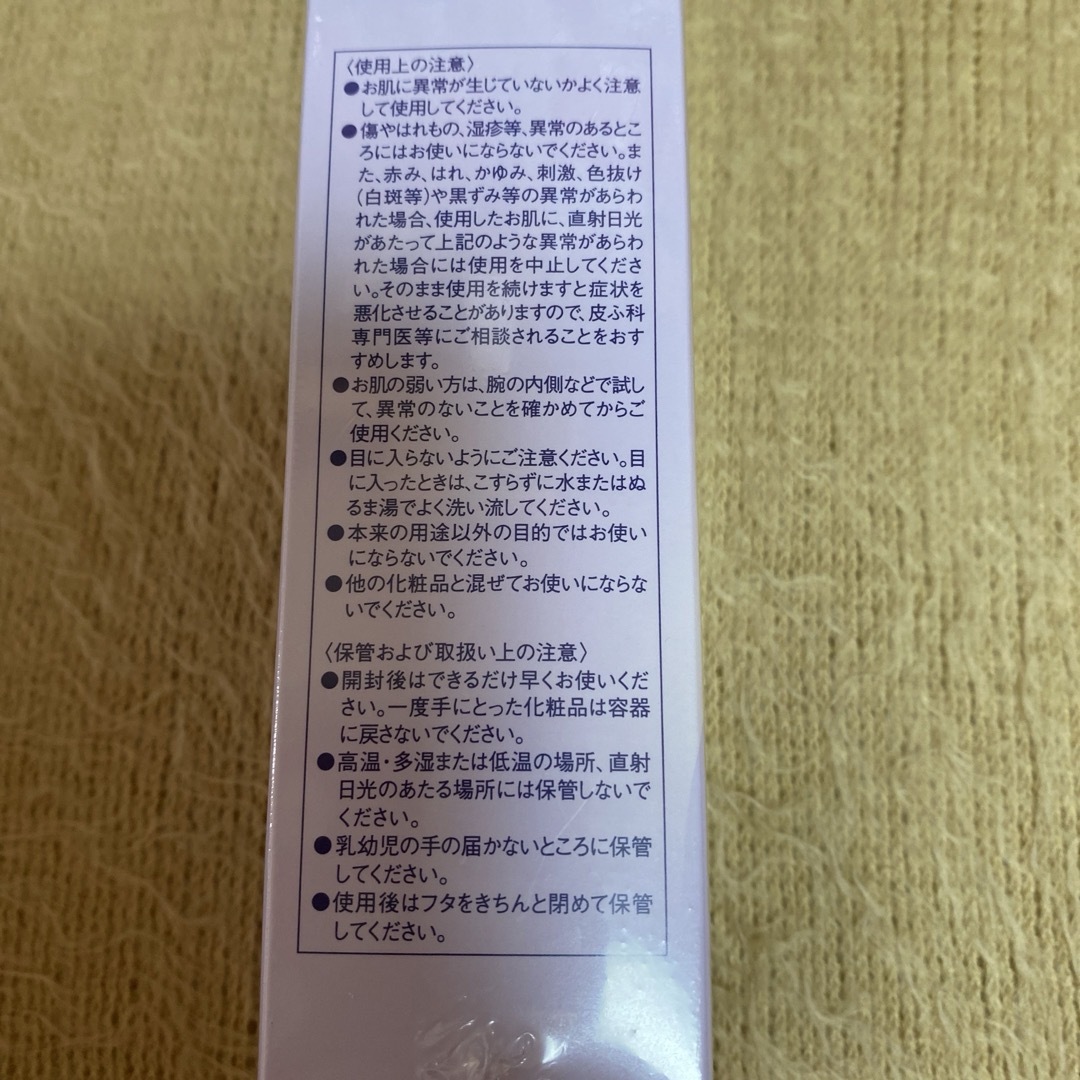 〈使用上の注意〉
●お肌に異常が生じていないかよく注意
して使用してください。
●傷やはれもの、湿疹等、異常のあるとこ
ろにはお使いにならないでください。ま
た、赤み、はれ、かゆみ、刺激、色抜け
(白斑等)や黒ずみ等の異常があらわ
れた場合、使用したお肌に、直射日光
があたって上記のような異常があらわ
れた場合には使用を中止してくださ
い。そのまま使用を続けますと症状を
悪化させることがありますので、皮ふ科
専門医等にご相談されることをおす
すめします。
●お肌の弱い方は、腕の内側などで試し
て、異常のないことを確かめてからご
使用ください。
●目に入らないようにご注意ください。目
に入ったときは、こすらずに水またはぬ
るま湯でよく洗い流してください。
●本来の用途以外の目的ではお使い
にならないでください。
●他の化粧品と混ぜてお使いにならな
いでください。
〈保管および取扱い上の注意〉
●開封後はできるだけ早くお使いくだ
さい。一度手にとった化粧品は容器
に戻さないでください。
●高温・多湿または低温の場所、直射
日光のあたる場所には保管しないで
ください。
●乳幼児の手の届かないところに保管
してください。
●使用後はフタをきちんと閉めて保管
してください。